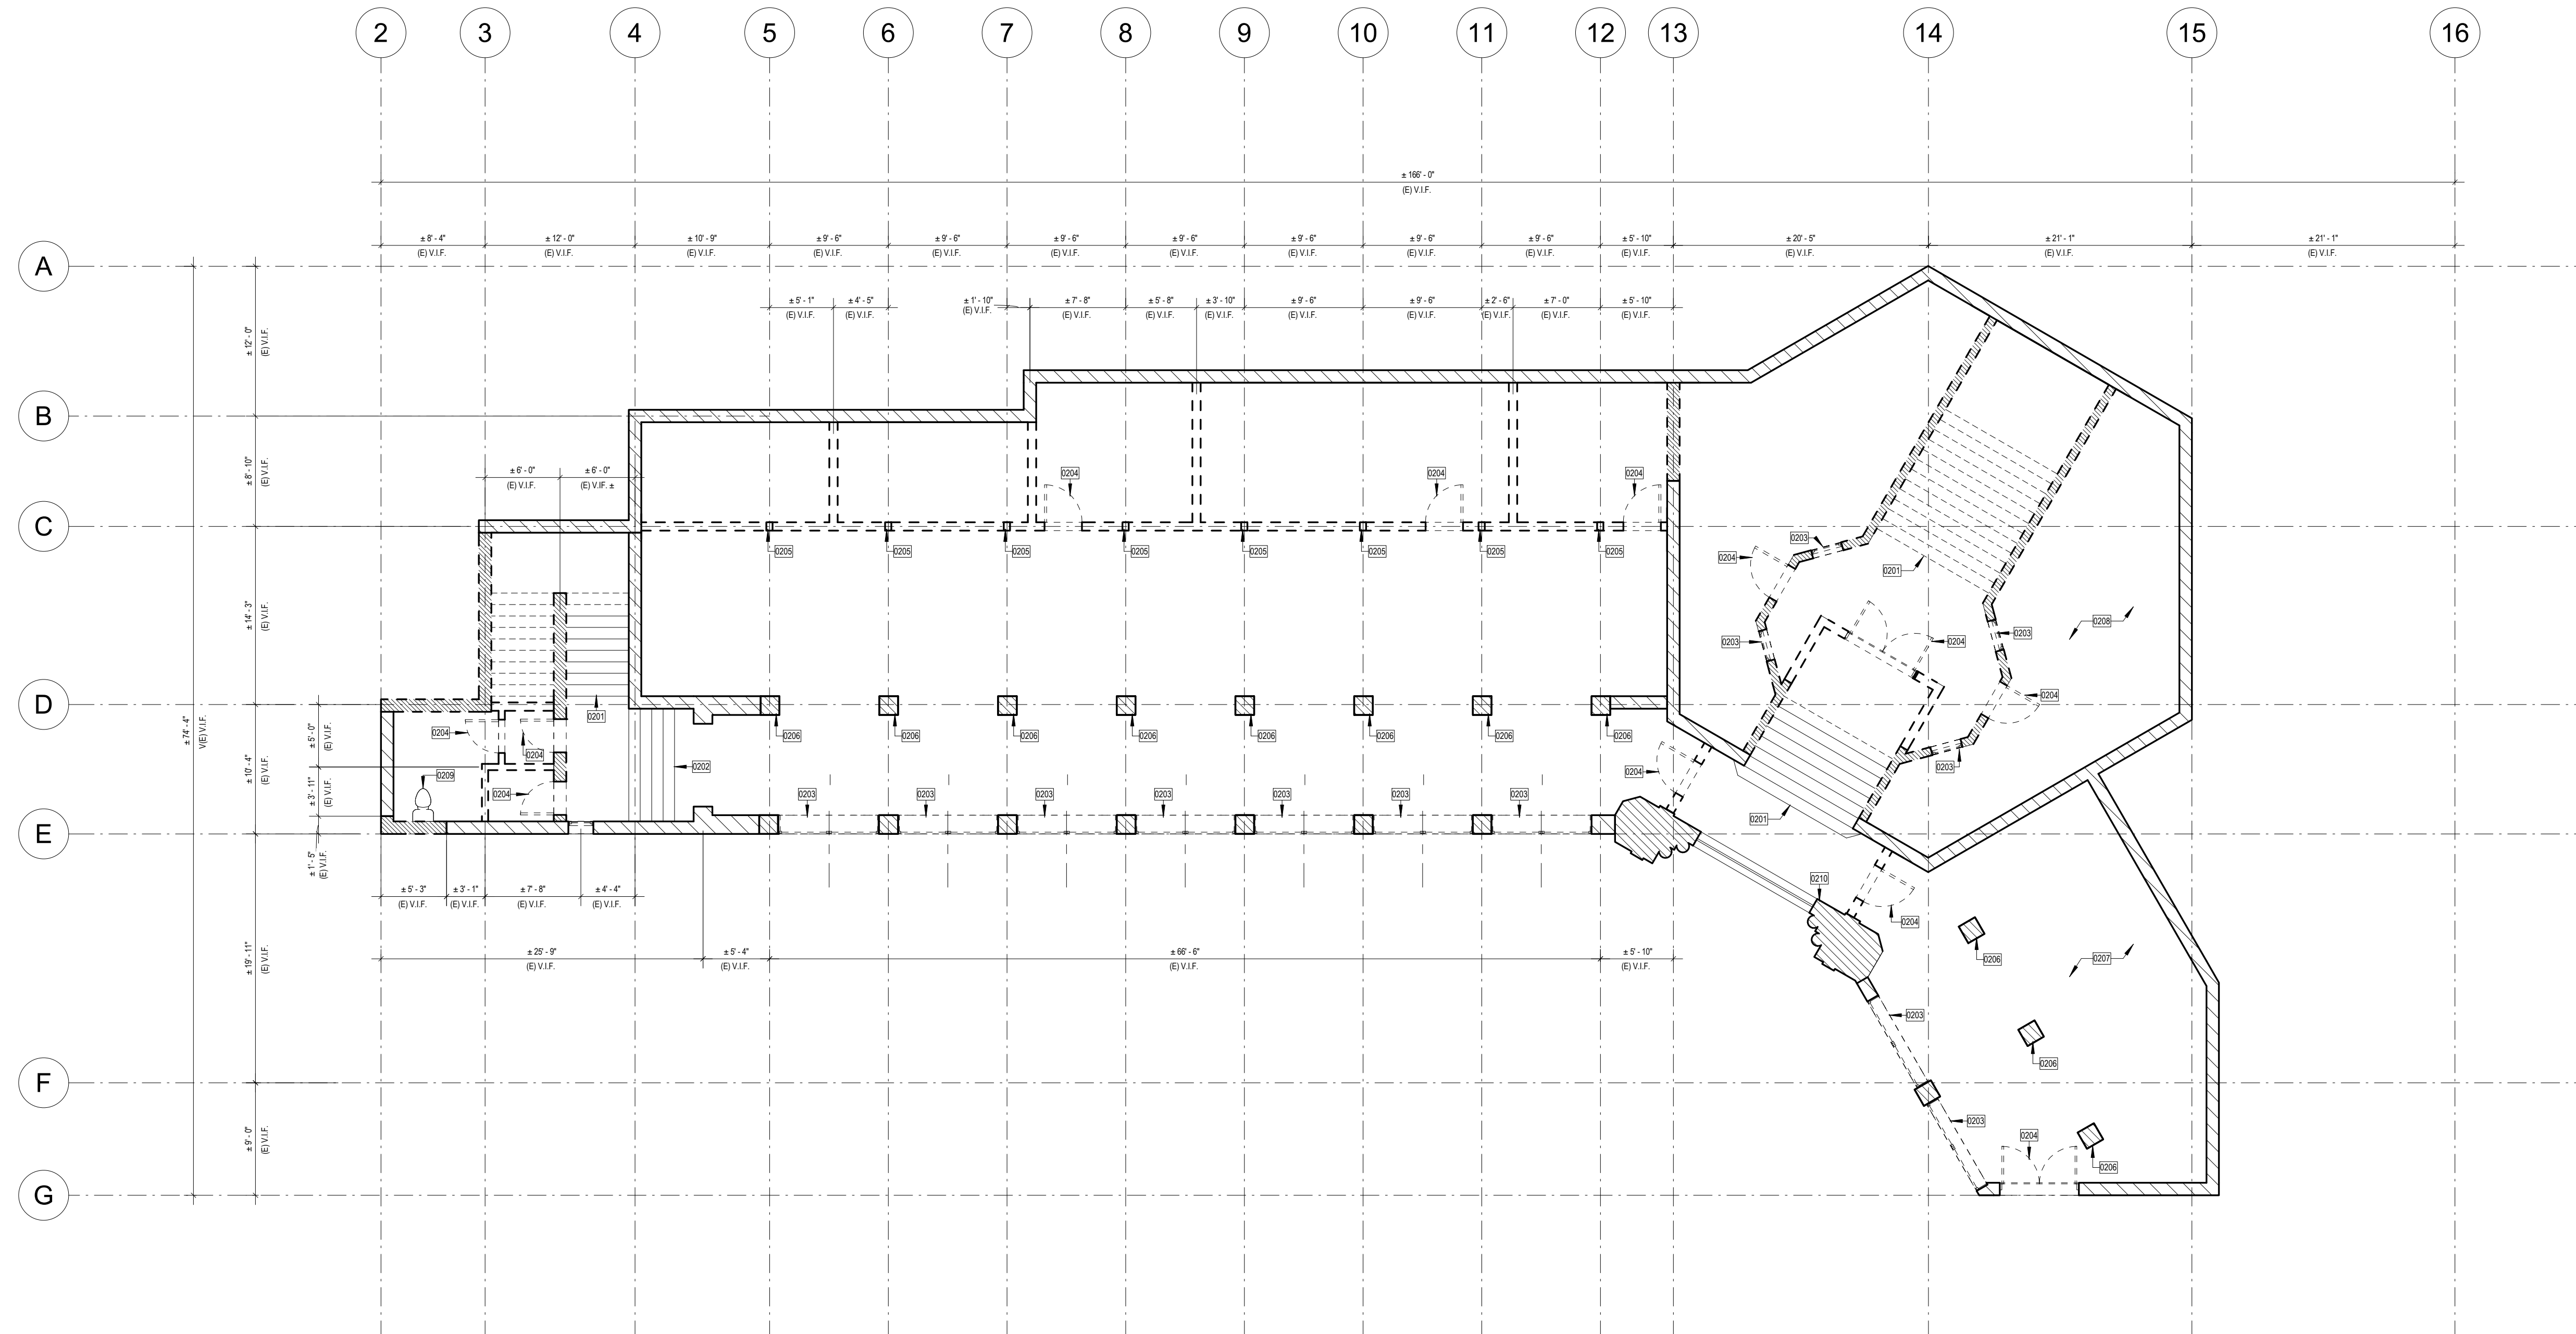 2 3 4 5 6 7 8 9 10 11 12 13 14 15 16
± 166' - 0"
(E) V.I.F.
± 8' - 4" ± 12' - 0" ± 10' - 9" ± 9' - 6" ± 9' - 6" ± 9' - 6" ± 9' - 6" ± 9' - 6" ± 9' - 6" ± 9' - 6" ± 5' - 10" ± 20' - 5" ± 21' - 1" ± 21' - 1"
(E) V.I.F. (E) V.I.F. (E) V.I.F. (E) V.I.F. (E) V.I.F. (E) V.I.F. (E) V.I.F. (E) V.I.F. (E) V.I.F. (E) V.I.F. (E) V.I.F. (E) V.I.F. (E) V.I.F. (E) V.I.F.
A
± 5' - 1" ± 4' - 5" ± 1' - 10" ± 7' - 8" ± 5' - 8" ± 3' - 10" ± 9' - 6" ± 9' - 6" ± 2' - 6" ± 7' - 0" ± 5' - 10"
(E) V.I.F. (E) V.I.F. (E) V.I.F. (E) V.I.F. (E) V.I.F. (E) V.I.F. (E) V.I.F. (E) V.I.F. (E) V.I.F. (E) V.I.F. (E) V.I.F.
± 12' - 0"
(E) V.I.F.
B
± 8' - 10"
(E) V.I.F.
± 6' - 0" ± 6' - 0"
(E) V.I.F. (E) V.IF. ±
0204 0204 0204
C
0203
0205 0205 0205 0205 0205 0205 0205 0205
0204
0201
± 14' - 3"
(E) V.I.F.
0208
0203
0203 0204
D
0204
0201
0204 0206 0206 0206 0206 0206 0206 0206 0206
± 74' - 4"
V(E) V.I.F.
± 5' - 0"
(E) V.I.F.
± 10' - 4"
(E) V.I.F.
0204
0202 0203
0209 0204
0204 0203 0203 0203 0203 0203 0203 0203
± 3' - 11"
(E) V.I.F.
0201
E
± 1' - 5"
(E) V.I.F.
0210
± 5' - 3" ± 3' - 1" ± 7' - 8" ± 4' - 4"
(E) V.I.F. (E) V.I.F. (E) V.I.F. (E) V.I.F.
0204
± 25' - 9" ± 5' - 4" ± 66' - 6" ± 5' - 10"
(E) V.I.F. (E) V.I.F. (E) V.I.F. (E) V.I.F.
0206 0207
± 19' - 11"
(E) V.I.F.
0203
0206
F
0203
0204
± 9' - 0"
(E) V.I.F.
0206
G